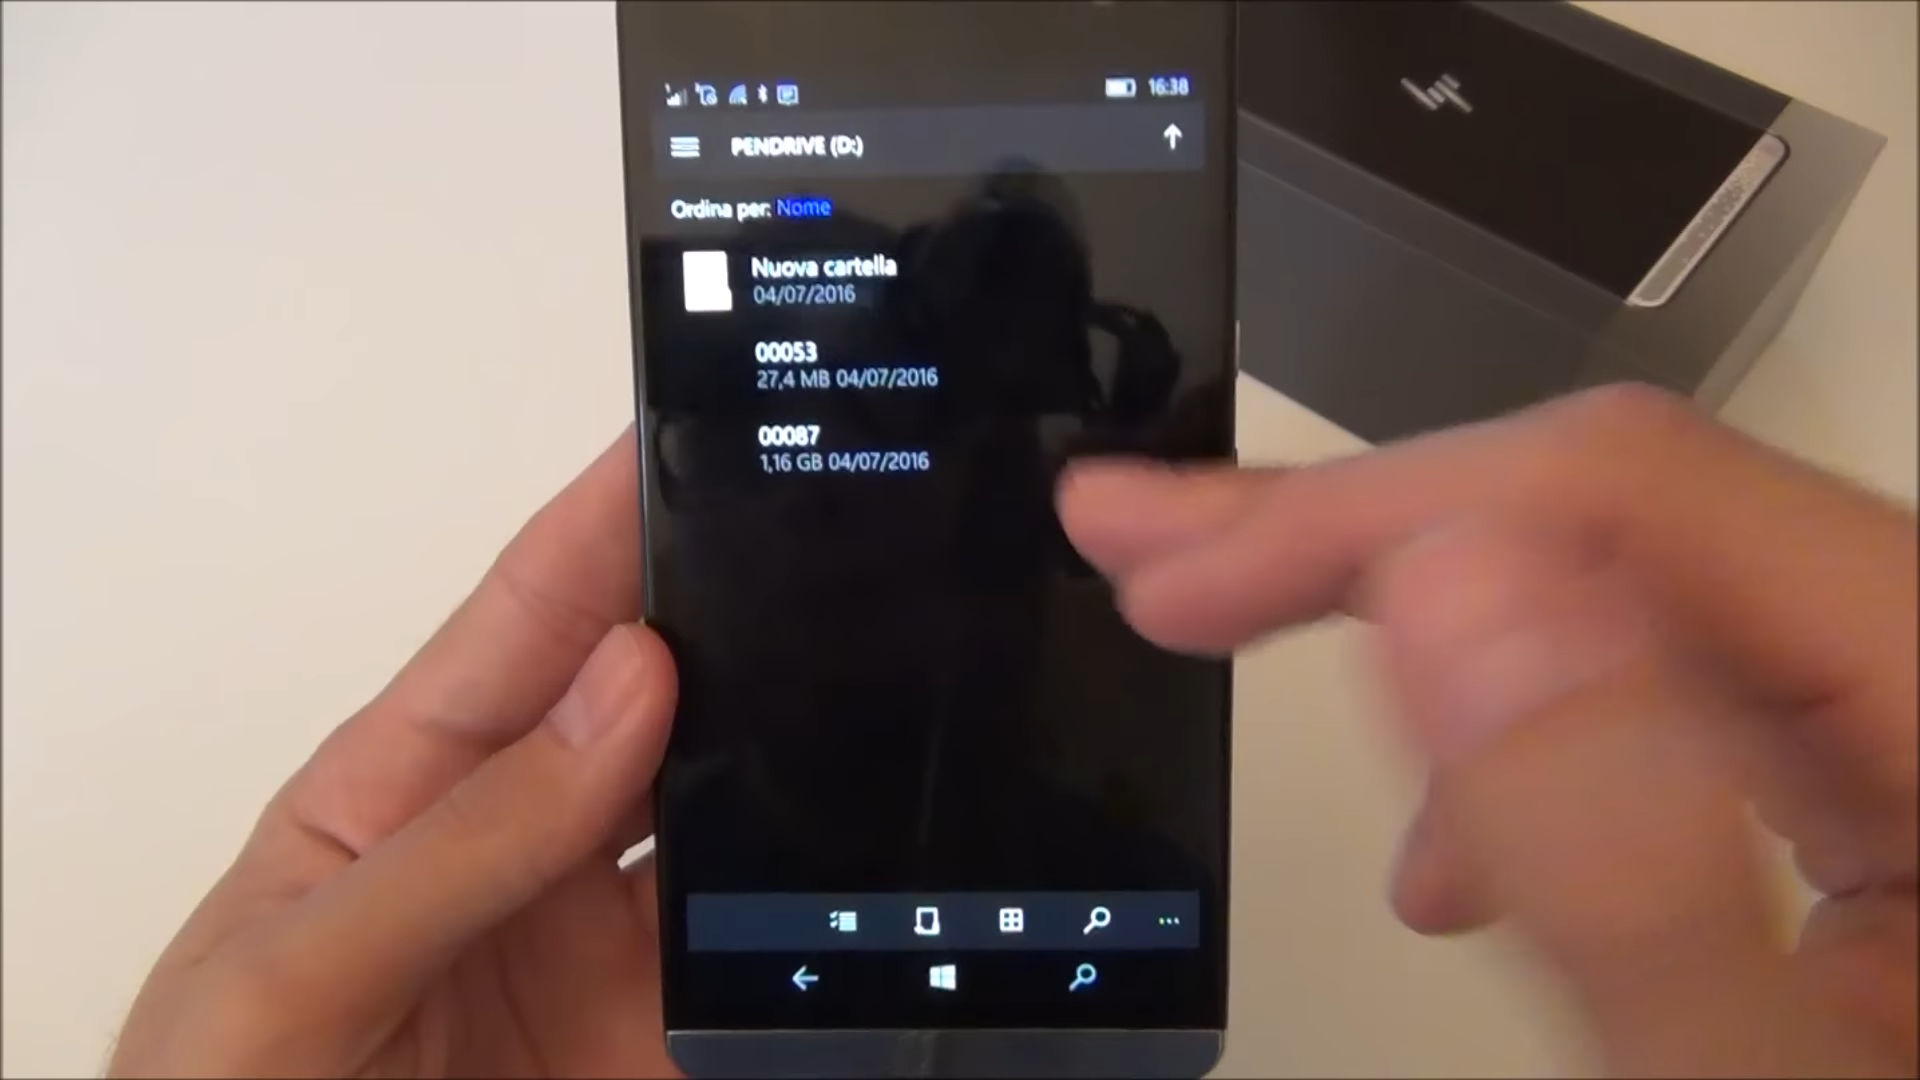 16:38
PENDRIVE (D:)
Ordina per: Nome
Nuova cartella
04/07/2016
00053
27,4 MB 04/07/2016
00087
1,16 GB 04/07/2016
hp